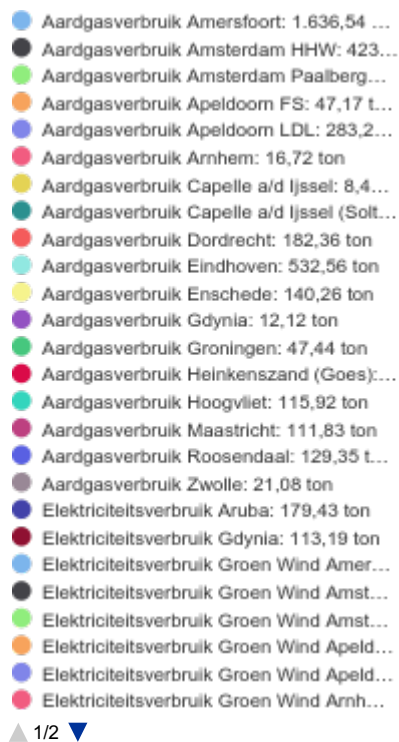 Aardgasverbruik Amersfoort: 1.636,54 ...
Aardgasverbruik Amsterdam HHW: 423...
Aardgasverbruik Amsterdam Paalberg...
Aardgasverbruik Apeldoorn FS: 47,17 t...
Aardgasverbruik Apeldoorn LDL: 283,2...
Aardgasverbruik Arnhem: 16,72 ton
Aardgasverbruik Capelle a/d Ijssel: 8,4...
Aardgasverbruik Capelle a/d Ijssel (Solt...
Aardgasverbruik Dordrecht: 182,36 ton
Aardgasverbruik Eindhoven: 532,56 ton
Aardgasverbruik Enschede: 140,26 ton
Aardgasverbruik Gdynia: 12,12 ton
Aardgasverbruik Groningen: 47,44 ton
Aardgasverbruik Heinkenszand (Goes):...
Aardgasverbruik Hoogvliet: 115,92 ton
Aardgasverbruik Maastricht: 111,83 ton
Aardgasverbruik Roosendaal: 129,35 t...
Aardgasverbruik Zwolle: 21,08 ton
Elektriciteitsverbruik Aruba: 179,43 ton
Elektriciteitsverbruik Gdynia: 113,19 ton
Elektriciteitsverbruik Groen Wind Amer...
Elektriciteitsverbruik Groen Wind Amst...
Elektriciteitsverbruik Groen Wind Amst...
Elektriciteitsverbruik Groen Wind Apeld...
Elektriciteitsverbruik Groen Wind Apeld...
Elektriciteitsverbruik Groen Wind Arnh...
1/2